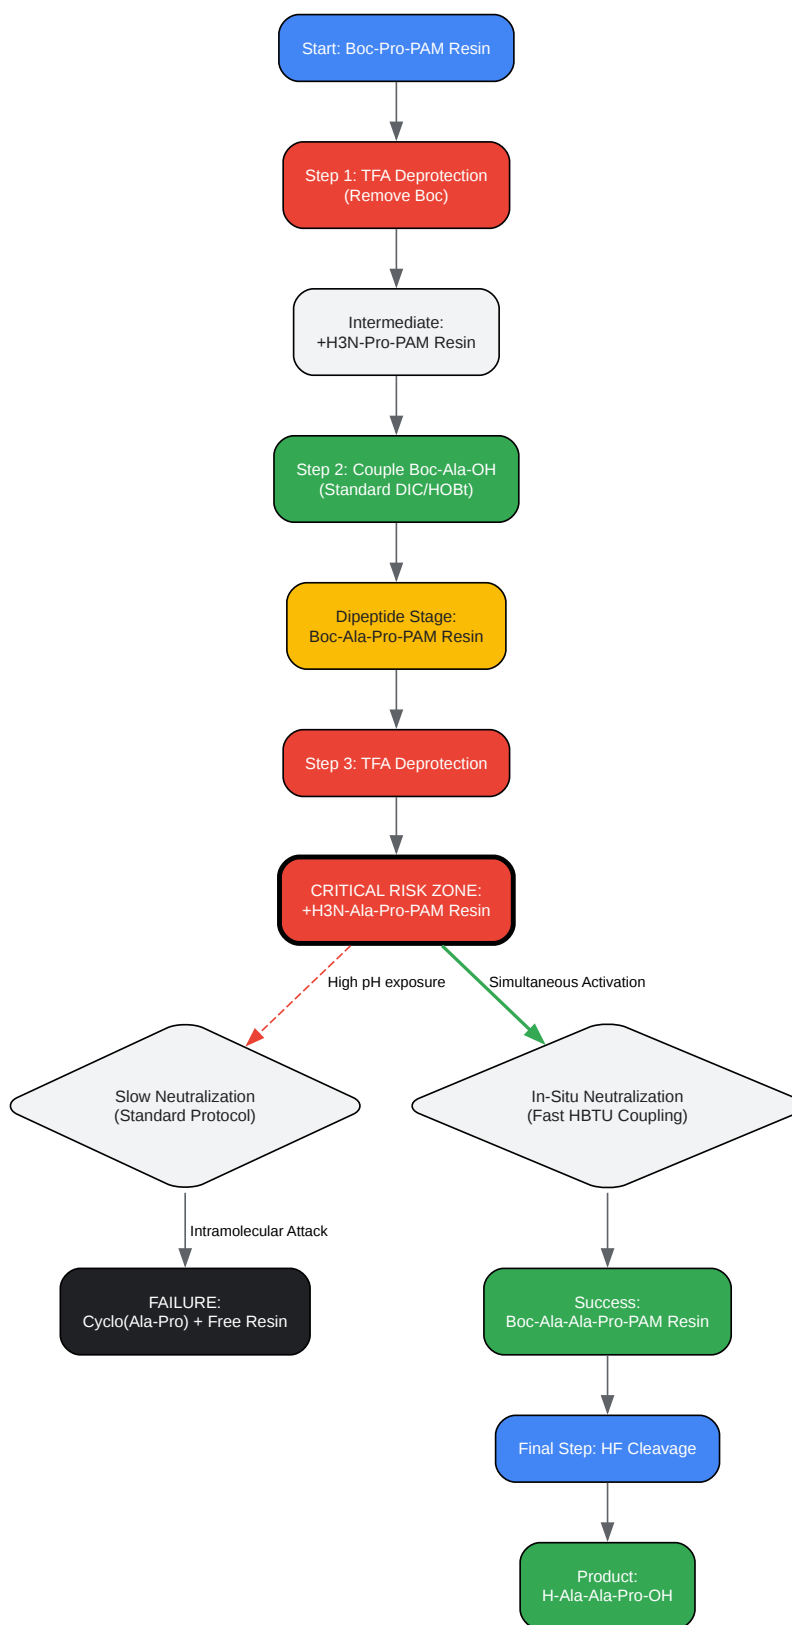 Start: Boc-Pro-PAM Resin
Step 1: TFA Deprotection
(Remove Boc)
Intermediate:
+H3N-Pro-PAM Resin
Step 2: Couple Boc-Ala-OH
(Standard DIC/HOBt)
Dipeptide Stage:
Boc-Ala-Pro-PAM Resin
Step 3: TFA Deprotection
CRITICAL RISK ZONE:
+H3N-Ala-Pro-PAM Resin
High pH exposure
Simultaneous Activation
Slow Neutralization
(Standard Protocol)
In-Situ Neutralization
(Fast HBTU Coupling)
Intramolecular Attack
FAILURE:
Cyclo(Ala-Pro) + Free Resin
Success:
Boc-Ala-Ala-Pro-PAM Resin
Final Step: HF Cleavage
Product:
H-Ala-Ala-Pro-OH